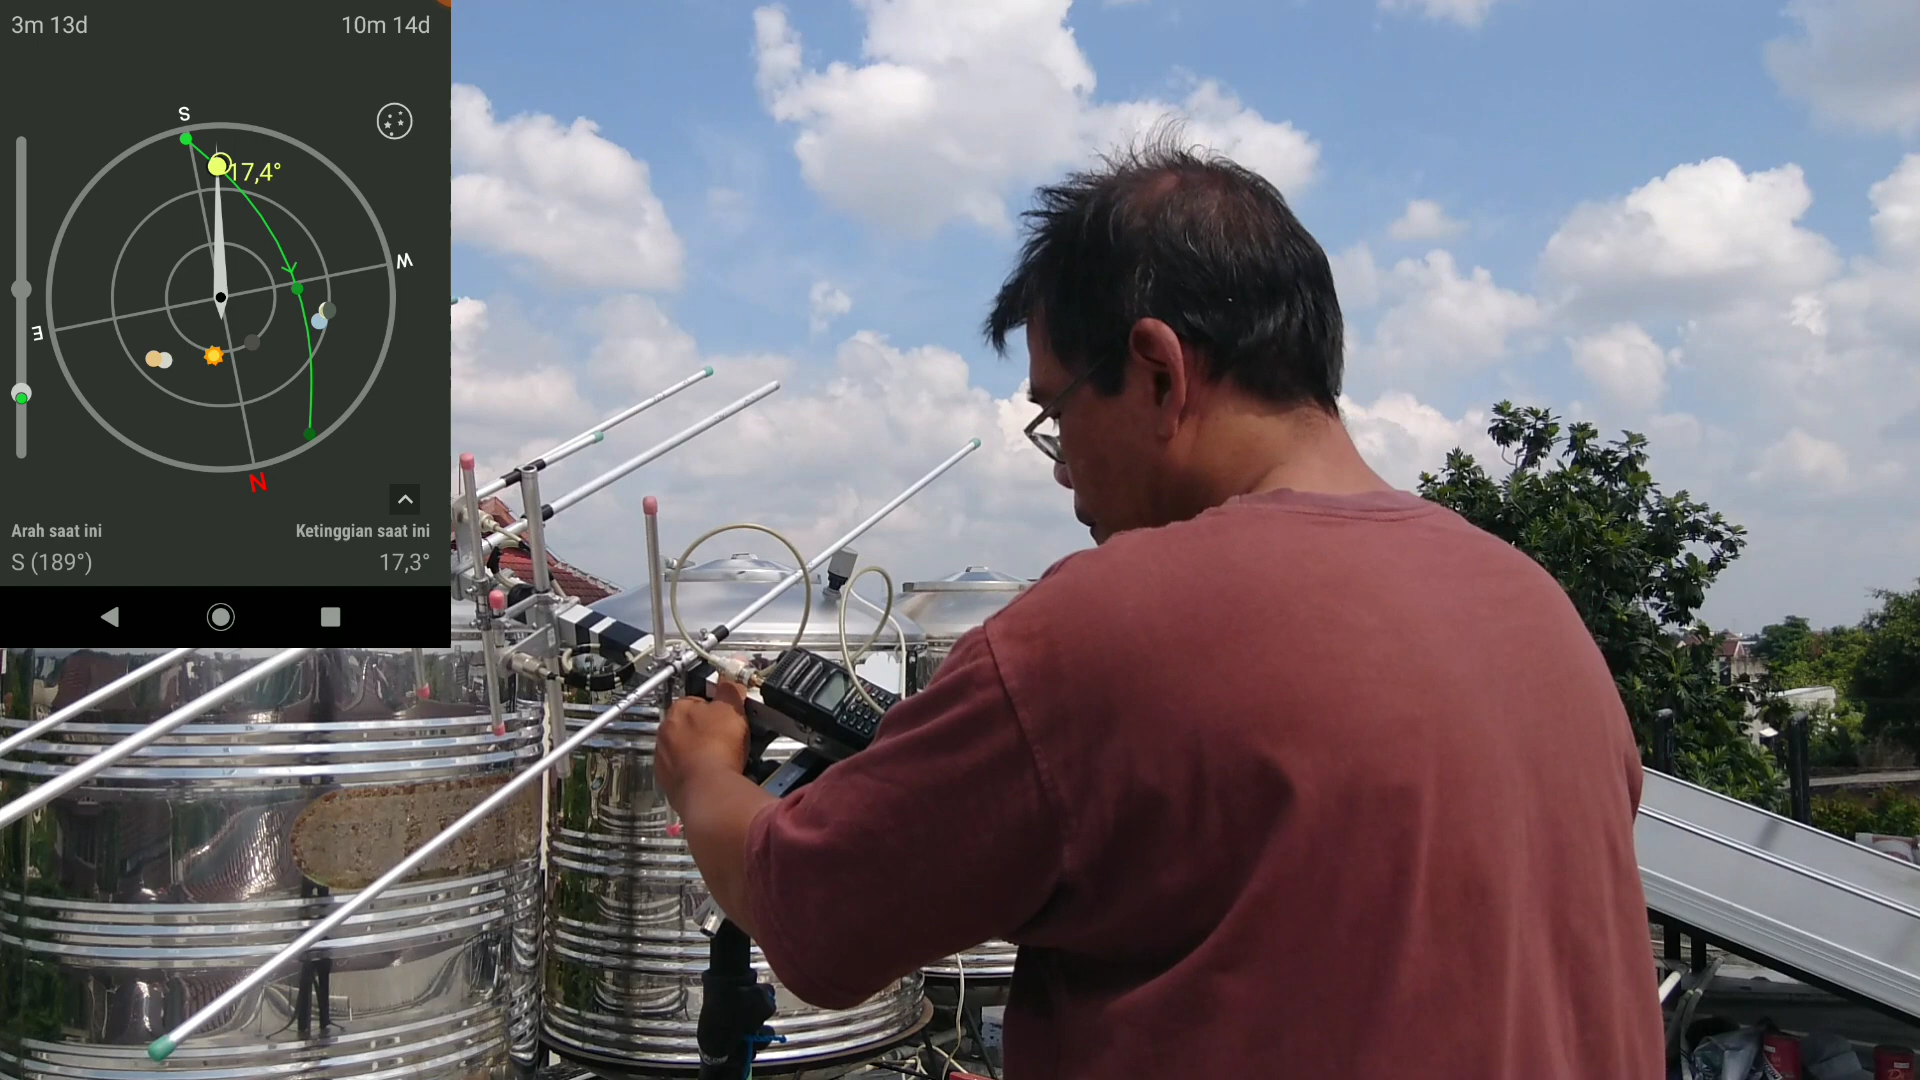 3m 13d 10m 14d
S
17,4°
W
E
N
Arah saat ini Ketinggian saat ini
S (189°) 17,3°